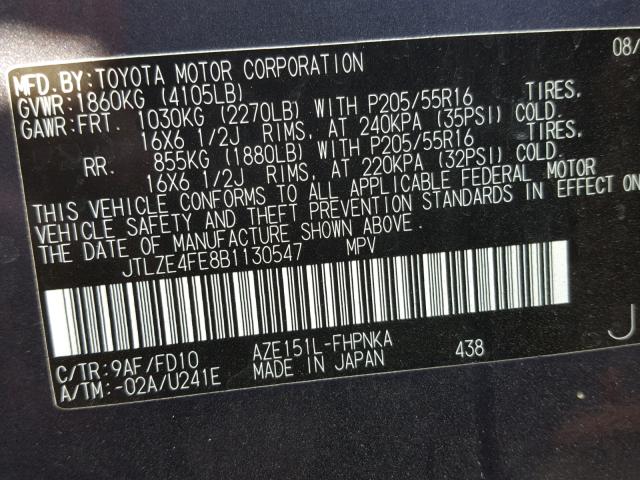 MFD.BY:TOYOTA MOTOR CORPORATION 08/
GVWR:1860KG (4105LB)
GAWR:FRT. 1030KG (2270LB) WITH P205/55R16 TIRES,
16X6 1/2J RIMS, AT 240KPA (35PSI) COLD.
RR. 855KG (1880LB) WITH P205/55R16 TIRES,
16X6 1/2J RIMS, AT 220KPA (32PSI) COLD.
THIS VEHICLE CONFORMS TO ALL APPLICABLE FEDERAL MOTOR
VEHICLE SAFETY AND THEFT PREVENTION STANDARDS IN EFFECT ON
THE DATE OF MANUFACTURE SHOWN ABOVE.
JTLZE4FE8B1130547 MPV
J
C/TR:9AF/FD10 AZE151L-FHPNKA 438
A/TM:-02A/U241E MADE IN JAPAN